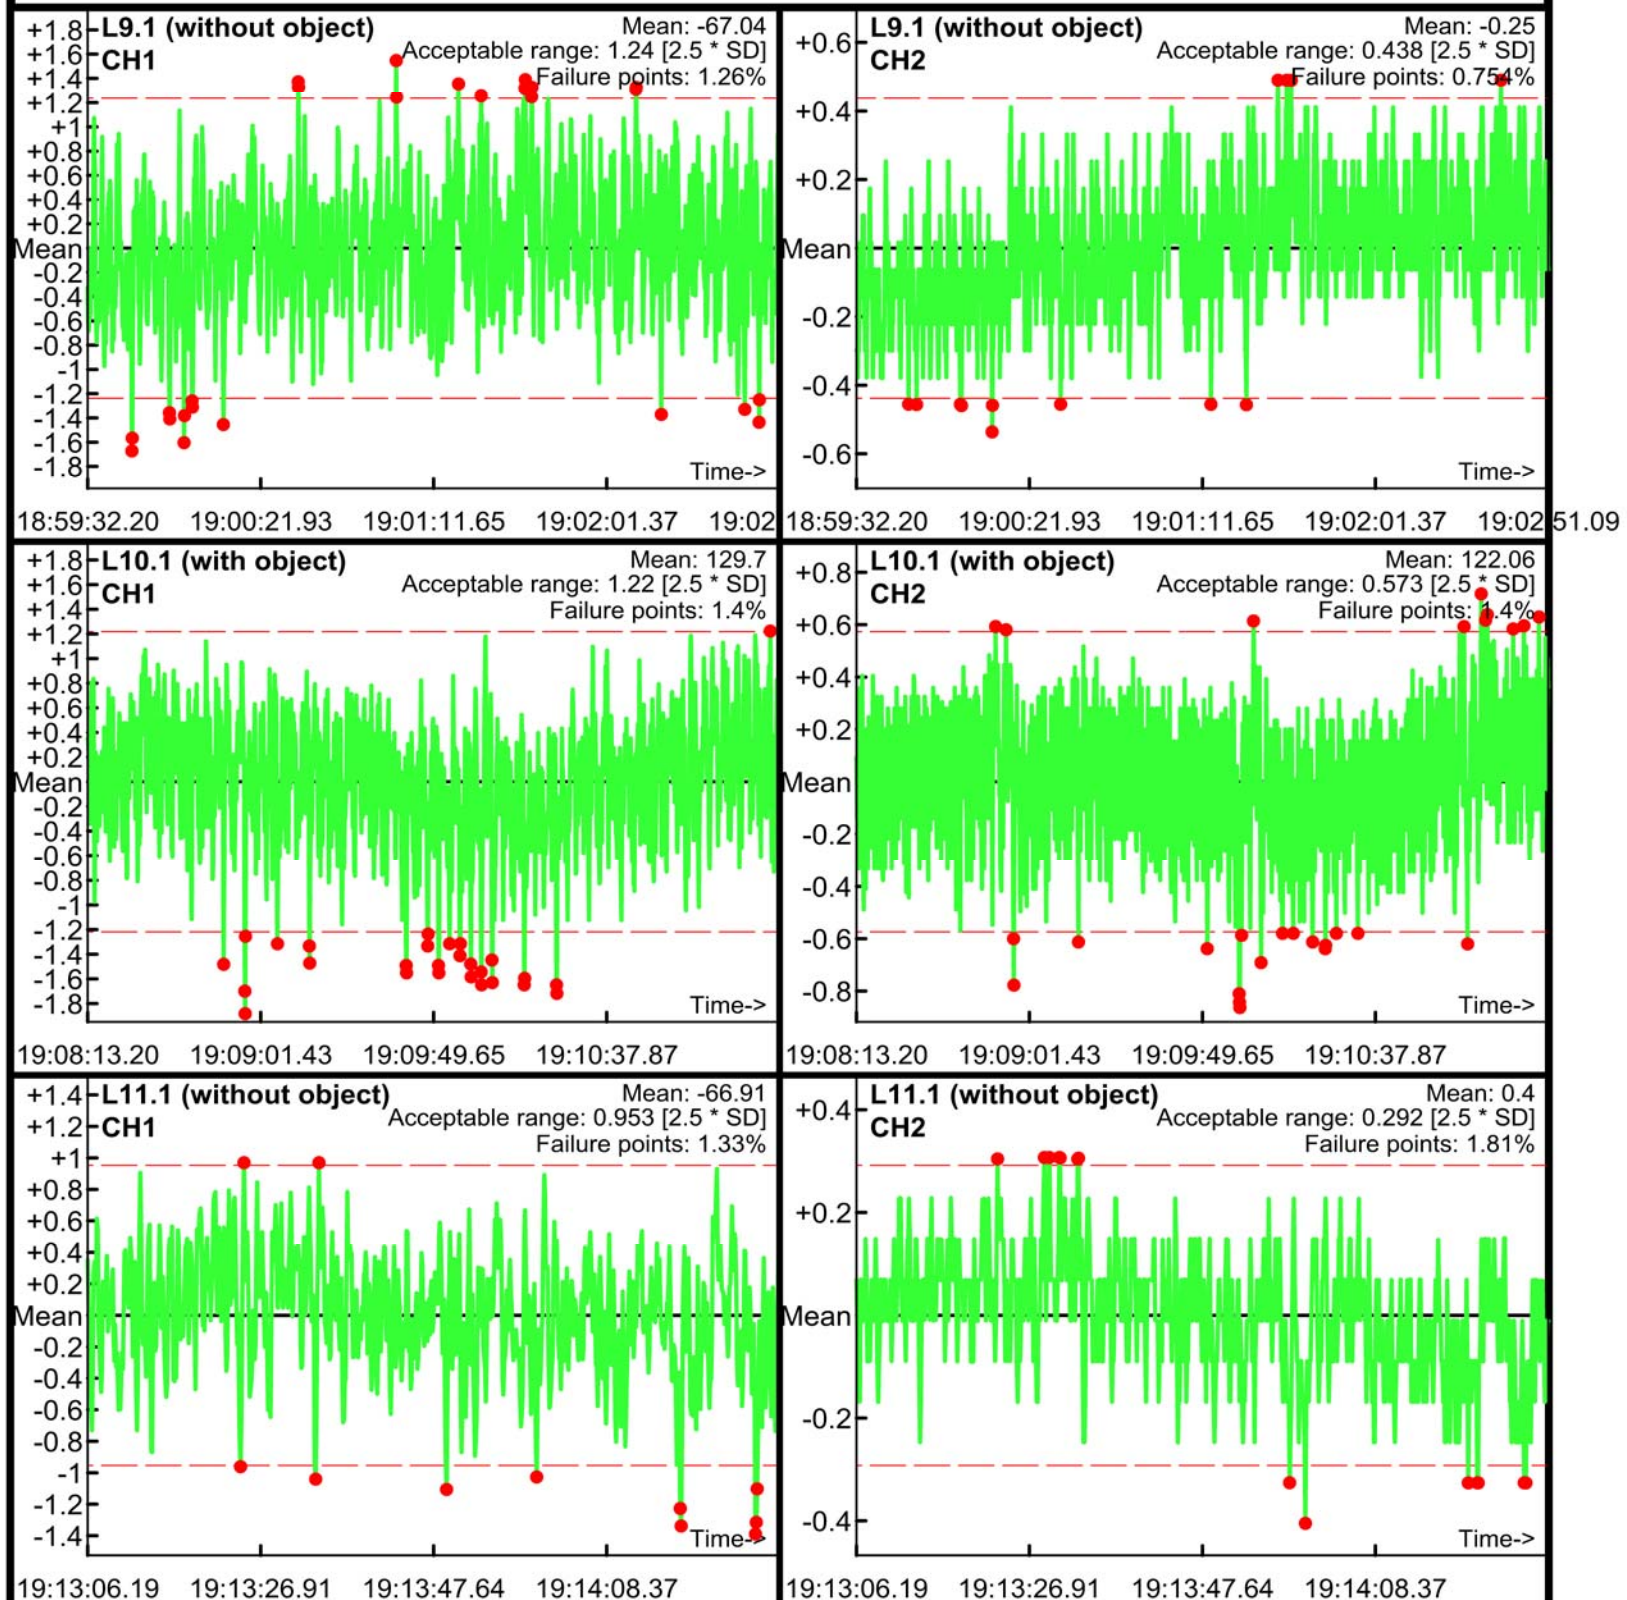 L9.1 (without object)
CH1
Mean: -67.04
Acceptable range: 1.24 [2.5 * SD]
Failure points: 1.26%
+1.8
+1.6
+1.4
+1.2
+1
+0.8
+0.6
+0.4
+0.2
Mean
-0.2
-0.4
-0.6
-0.8
-1
-1.2
-1.4
-1.6
-1.8
Time->
18:59:32.20 19:00:21.93 19:01:11.65 19:02:01.37 19:02
L9.1 (without object)
CH2
Mean: -0.25
Acceptable range: 0.438 [2.5 * SD]
Failure points: 0.754%
+0.6
+0.4
+0.2
Mean
-0.2
-0.4
-0.6
Time->
18:59:32.20 19:00:21.93 19:01:11.65 19:02:01.37 19:02:51.09
L10.1 (with object)
CH1
Mean: 129.7
Acceptable range: 1.22 [2.5 * SD]
Failure points: 1.4%
+1.8
+1.6
+1.4
+1.2
+1
+0.8
+0.6
+0.4
+0.2
Mean
-0.2
-0.4
-0.6
-0.8
-1
-1.2
-1.4
-1.6
-1.8
Time->
19:08:13.20 19:09:01.43 19:09:49.65 19:10:37.87
L10.1 (with object)
CH2
Mean: 122.06
Acceptable range: 0.573 [2.5 * SD]
Failure points: 1.4%
+0.8
+0.6
+0.4
+0.2
Mean
-0.2
-0.4
-0.6
-0.8
Time->
19:08:13.20 19:09:01.43 19:09:49.65 19:10:37.87
L11.1 (without object)
CH1
Mean: -66.91
Acceptable range: 0.953 [2.5 * SD]
Failure points: 1.33%
+1.4
+1.2
+1
+0.8
+0.6
+0.4
+0.2
Mean
-0.2
-0.4
-0.6
-0.8
-1
-1.2
-1.4
Time->
19:13:06.19 19:13:26.91 19:13:47.64 19:14:08.37
L11.1 (without object)
CH2
Mean: 0.4
Acceptable range: 0.292 [2.5 * SD]
Failure points: 1.81%
+0.4
+0.2
Mean
-0.2
-0.4
Time->
19:13:06.19 19:13:26.91 19:13:47.64 19:14:08.37